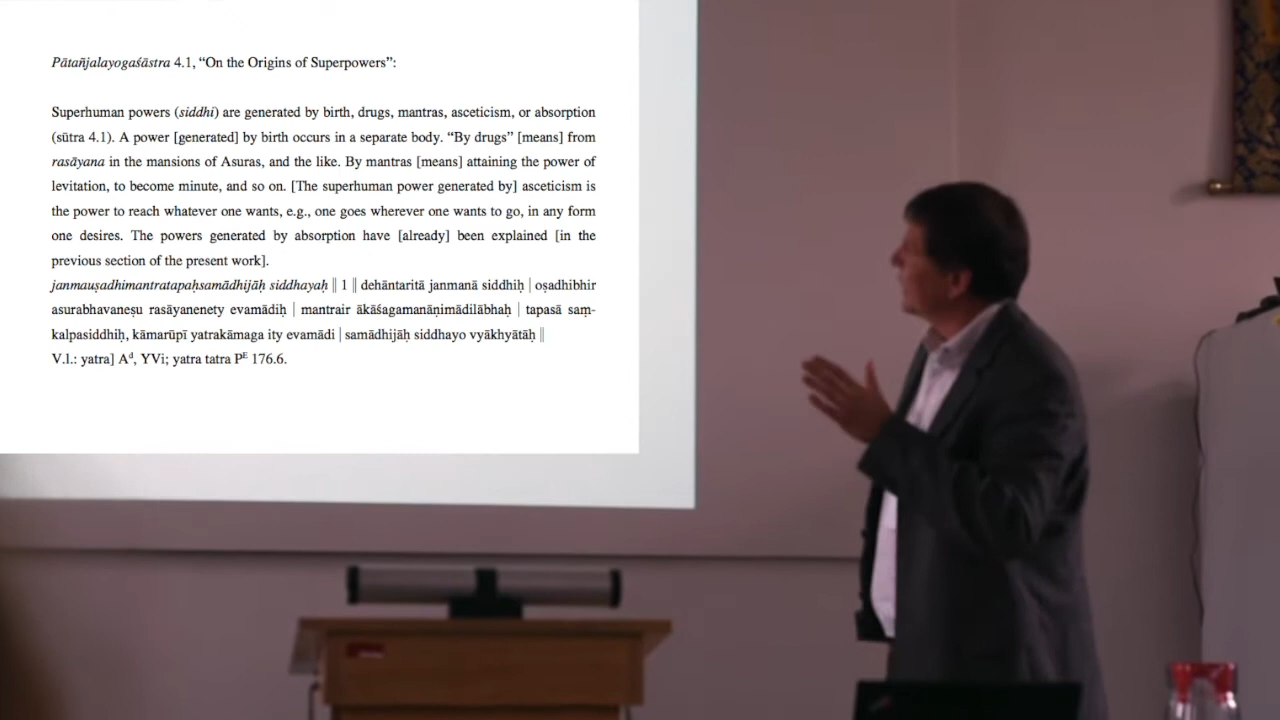 Pātañjalayogaśāstra 4.1, “On the Origins of Superpowers”:
Superhuman powers (siddhi) are generated by birth, drugs, mantras, asceticism, or absorption
(sūtra 4.1). A power [generated] by birth occurs in a separate body. “By drugs” [means] from
rasāyana in the mansions of Asuras, and the like. By mantras [means] attaining the power of
levitation, to become minute, and so on. [The superhuman power generated by] asceticism is
the power to reach whatever one wants, e.g., one goes wherever one wants to go, in any form
one desires. The powers generated by absorption have [already] been explained [in the
previous section of the present work].
janmauṣadhimantratapaḥsamādhijāḥ siddhayaḥ || 1 || dehāntaritā janmanā siddhiḥ | oṣadhibhir
asurabhavaneṣu rasāyanenety evamādiḥ | mantrair ākāśagamanāṇimādilābhaḥ | tapasā saṃ-
kalpasiddhiḥ, kāmarūpī yatrakāmaga ity evamādi | samādhijāḥ siddhayo vyākhyātāḥ ||
V.l.: yatra] Aᵈ, YVi; yatra tatra Pᴱ 176.6.